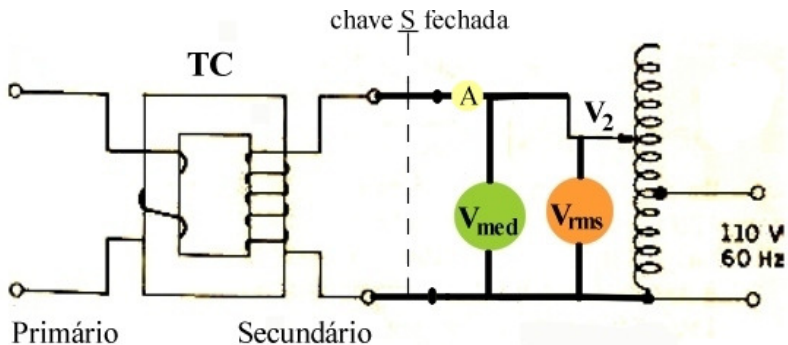 chave S fechada
TC
A
V2
Vmed
Vrms
110 V
60 Hz
Primário
Secundário